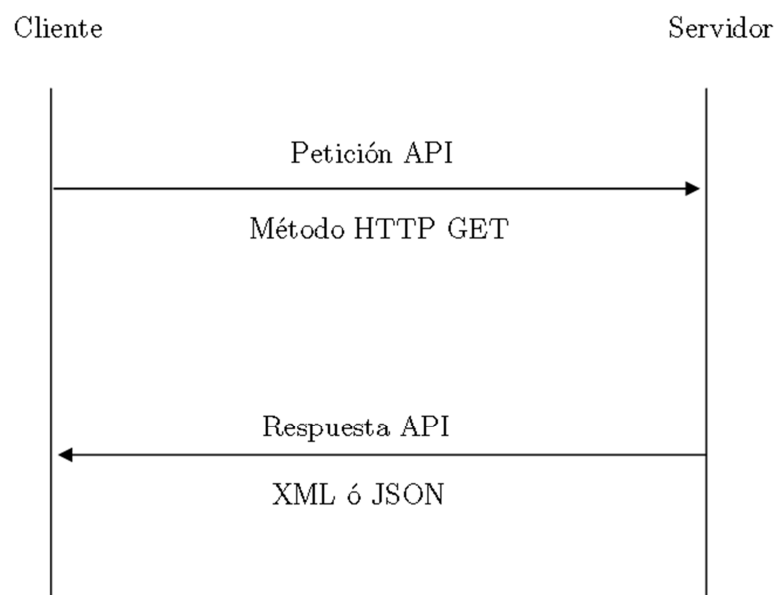 Cliente
Servidor
Petición API
Método HTTP GET
Respuesta API
XML ó JSON